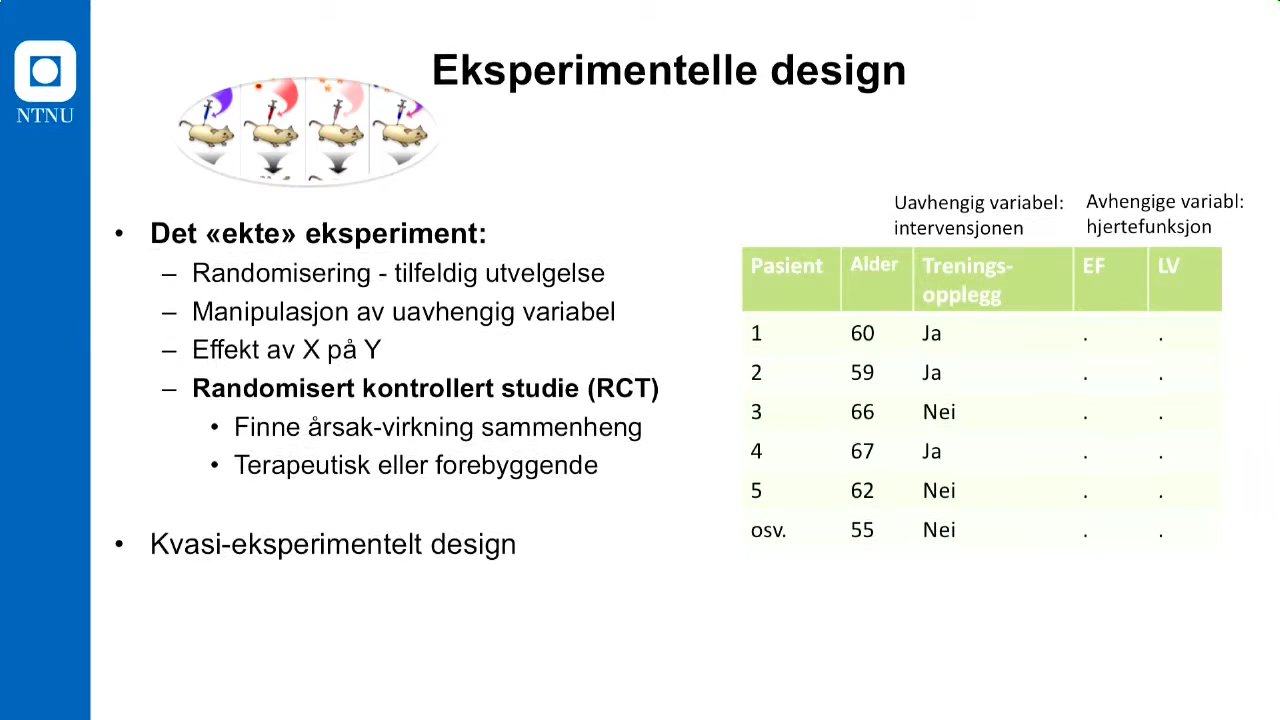 Eksperimentelle design
NTNU
• Det «ekte» eksperiment:
– Randomisering - tilfeldig utvelgelse
– Manipulasjon av uavhengig variabel
– Effekt av X på Y
– Randomisert kontrollert studie (RCT)
• Finne årsak-virkning sammenheng
• Terapeutisk eller forebyggende
• Kvasi-eksperimentelt design
Uavhengig variabel:
intervensjonen
Avhengige variabl:
hjertefunksjon
Pasient Alder Trenings-
opplegg EF LV
1 60 Ja . .
2 59 Ja . .
3 66 Nei . .
4 67 Ja . .
5 62 Nei . .
osv. 55 Nei . .